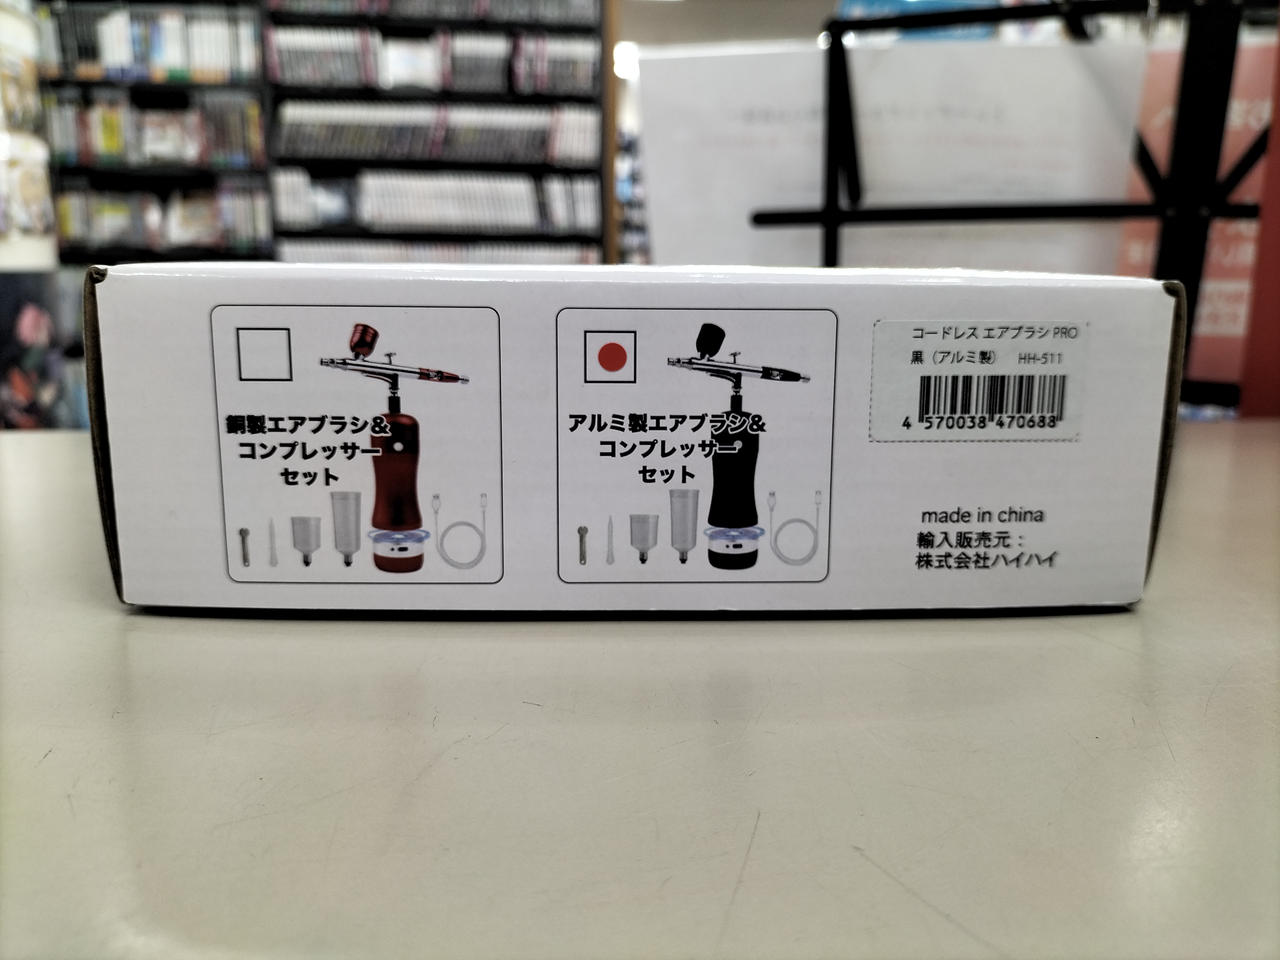 銅製エアブラシ&
コンプレッサー
セット
アルミ製エアブラシ&
コンプレッサー
セット
コードレス エアブラシ PRO
黒（アルミ製） HH-511
4 570038 470688
made in china
輸入販売元：
株式会社ハイハイ